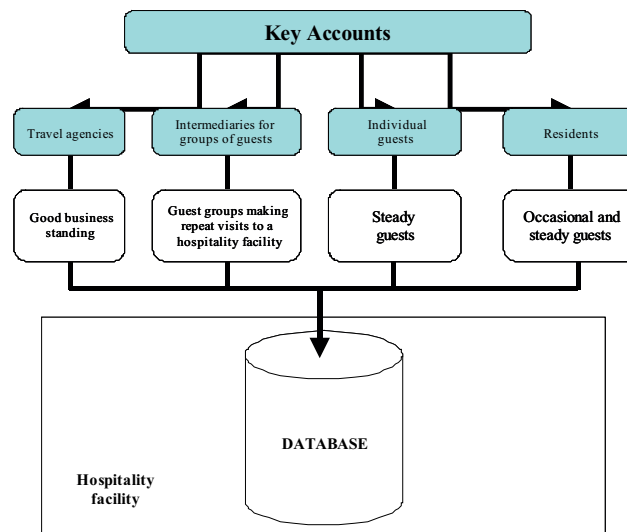 Key Accounts
Travel agencies
Intermediaries for
groups of guests
Individual
guests
Residents
Good business
standing
Guest groups making
repeat visits to a
hospitality facility
Steady
guests
Occasional and
steady guests
DATABASE
Hospitality
facility